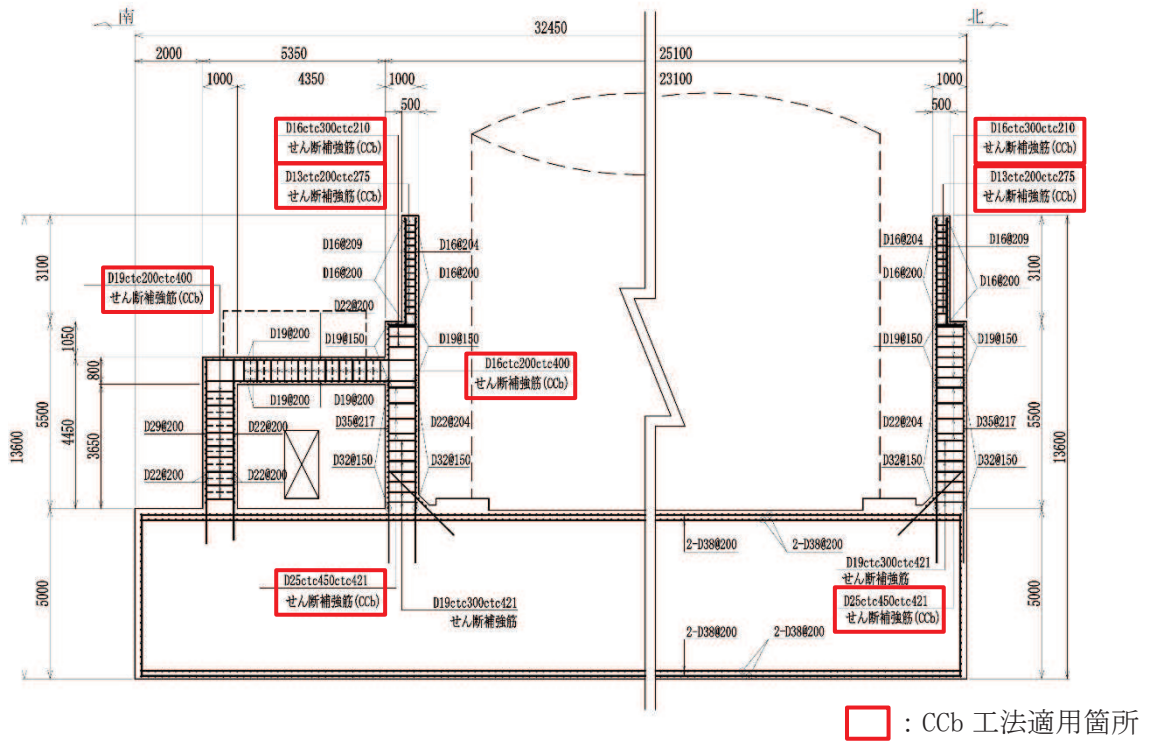 南
北
32450
2000
5350
25100
1000
4350
1000
23100
1000
500
500
D16ctc300ctc210
せん断補強筋(CCb)
D16ctc300ctc210
せん断補強筋(CCb)
D13ctc200ctc275
せん断補強筋(CCb)
D13ctc200ctc275
せん断補強筋(CCb)
D16@209
D16@204
D16@204
D16@209
3100
D19ctc200ctc400
せん断補強筋(CCb)
D16@200
D16@200
D16@200
D16@200
3100
D22@200
1050
D19@200
D19@150
D19@150
D19@150
D19@150
800
D16ctc200ctc400
せん断補強筋(CCb)
D19@200
D19@200
13600
5500
4450
3650
D29@200
D22@200
D35@217
D22@204
D22@204
D35@217
5500
13600
D22@200
D22@200
D32@150
D32@150
D32@150
D32@150
2-D38@200
2-D38@200
D19ctc300ctc421
せん断補強筋
5000
D25ctc450ctc421
せん断補強筋(CCb)
D19ctc300ctc421
せん断補強筋
D25ctc450ctc421
せん断補強筋(CCb)
5000
2-D38@200
2-D38@200
：CCb 工法適用箇所